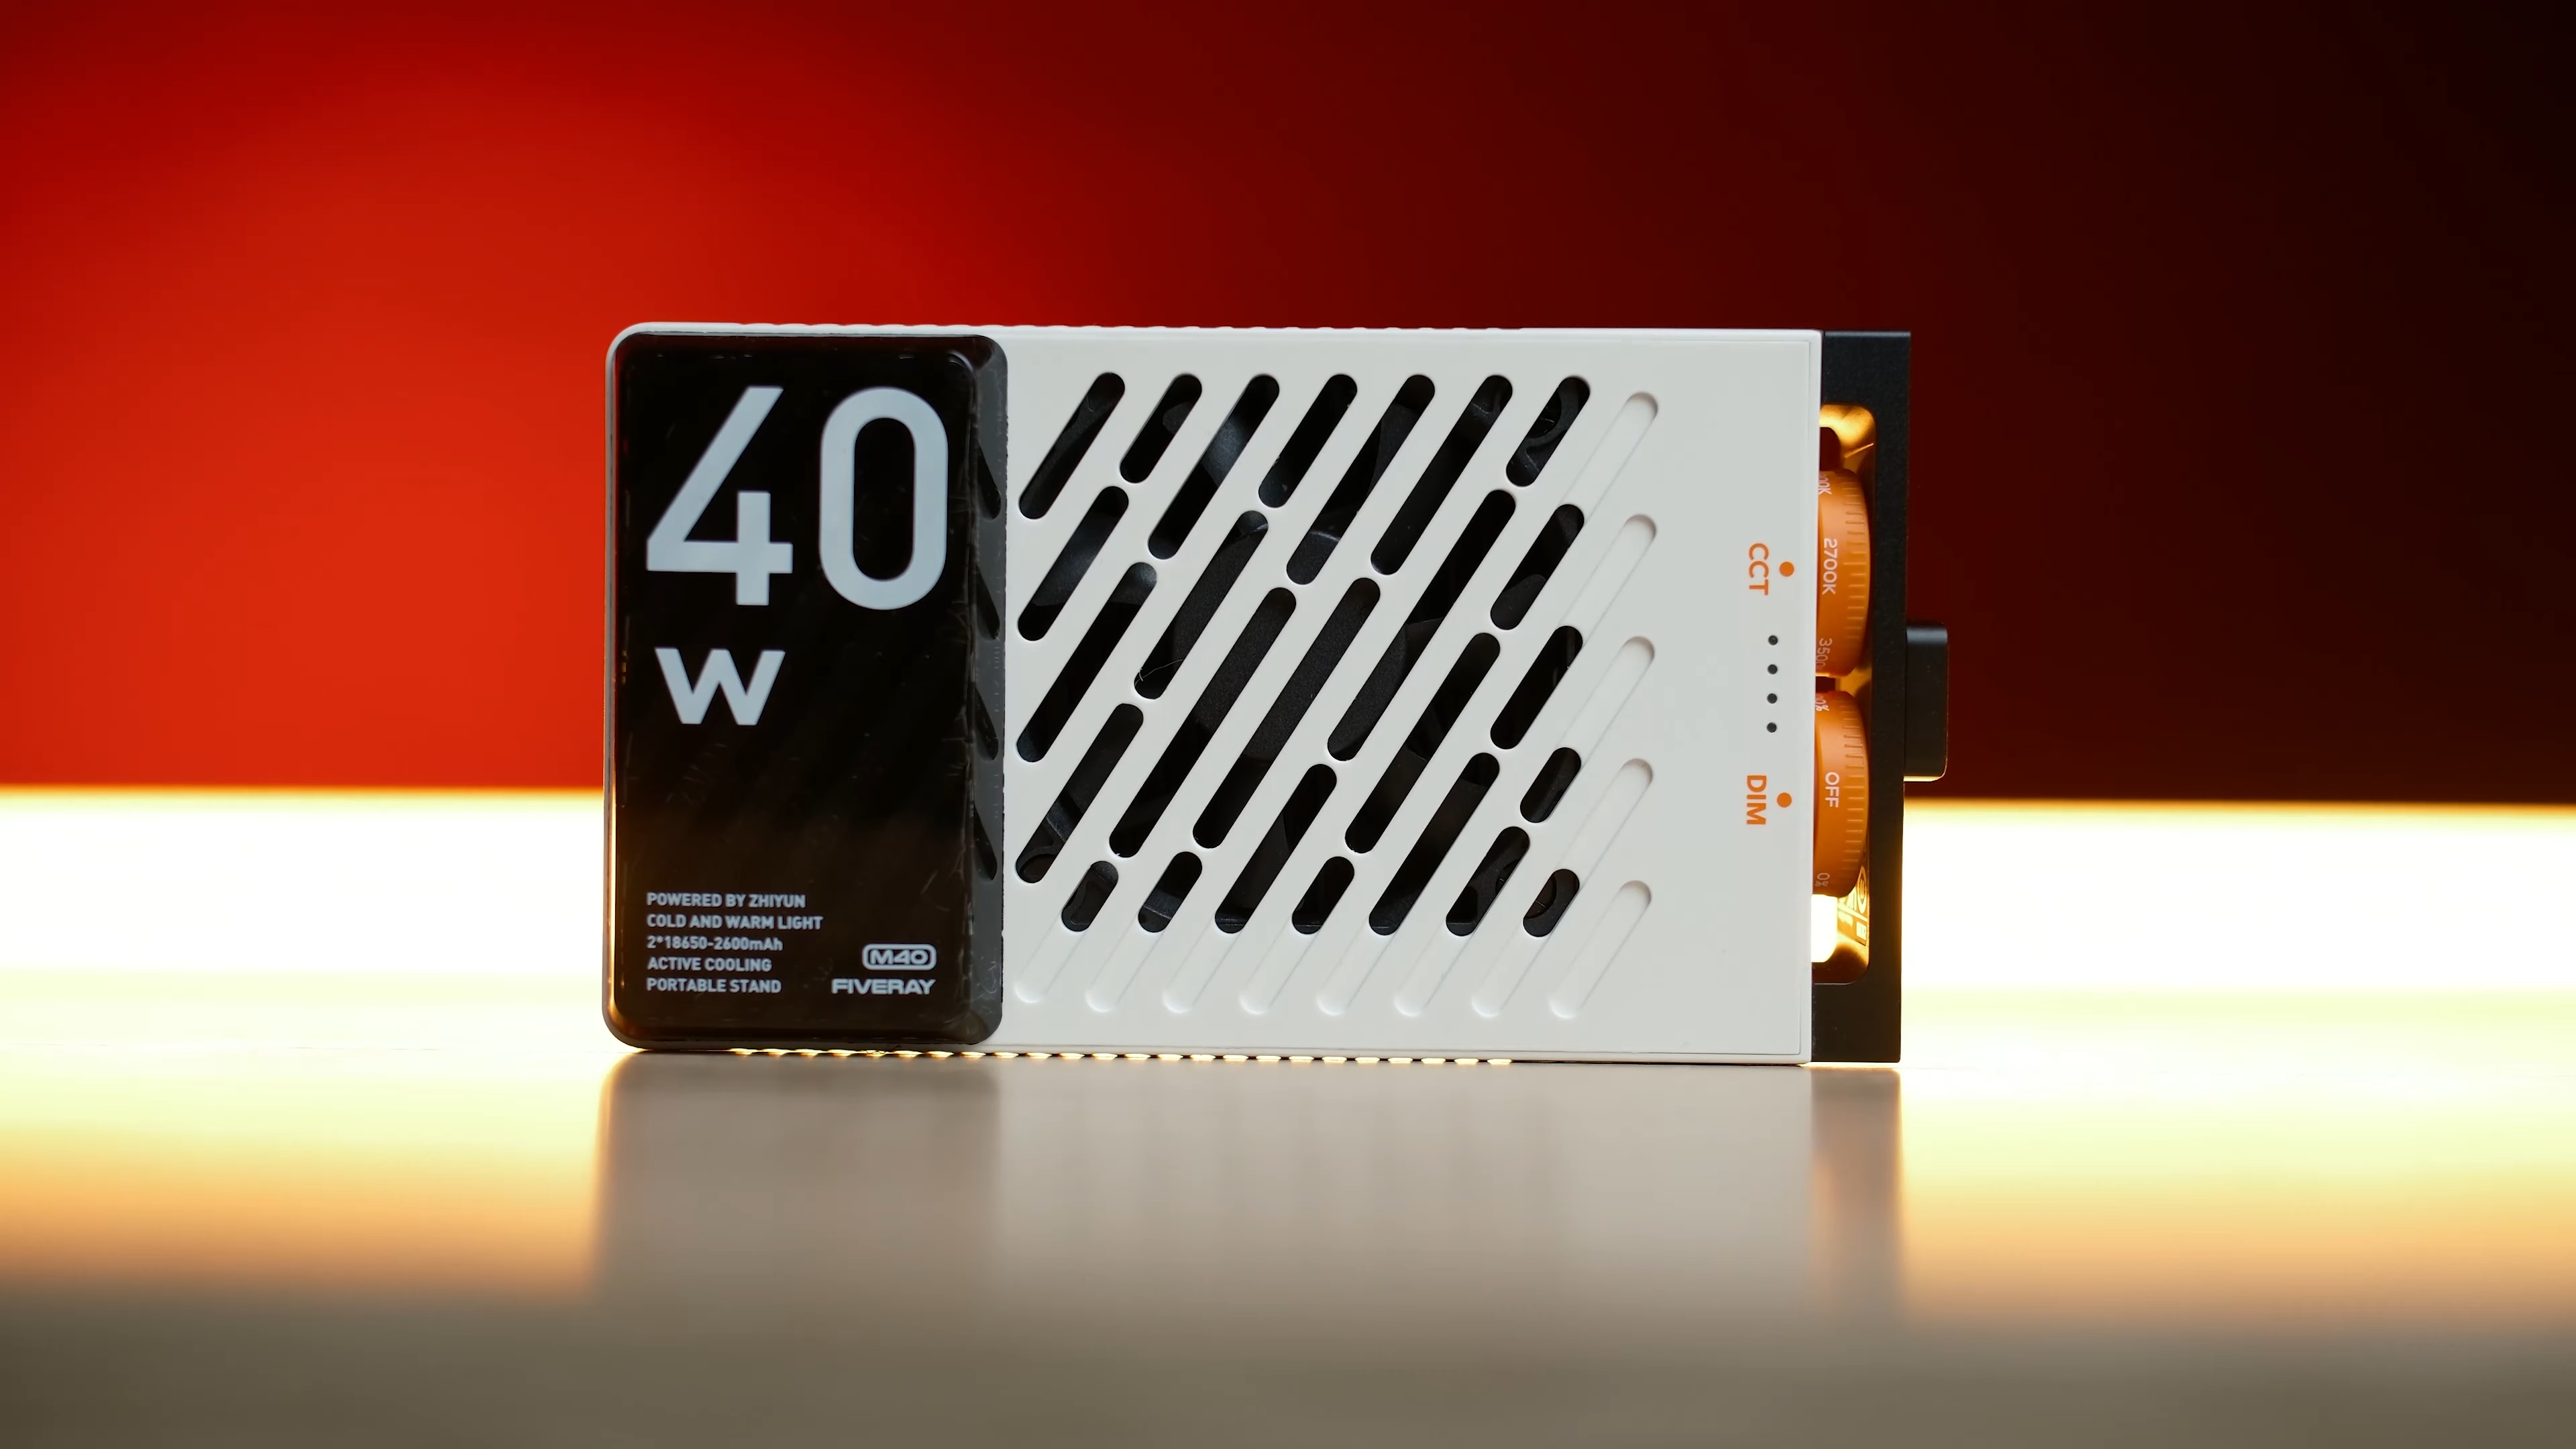 40
W
POWERED BY ZHIYUN
COLD AND WARM LIGHT
2*18650-2600mAh
ACTIVE COOLING
PORTABLE STAND
M40
FIVERAY
CCT
2700K
DIM
OFF
0%